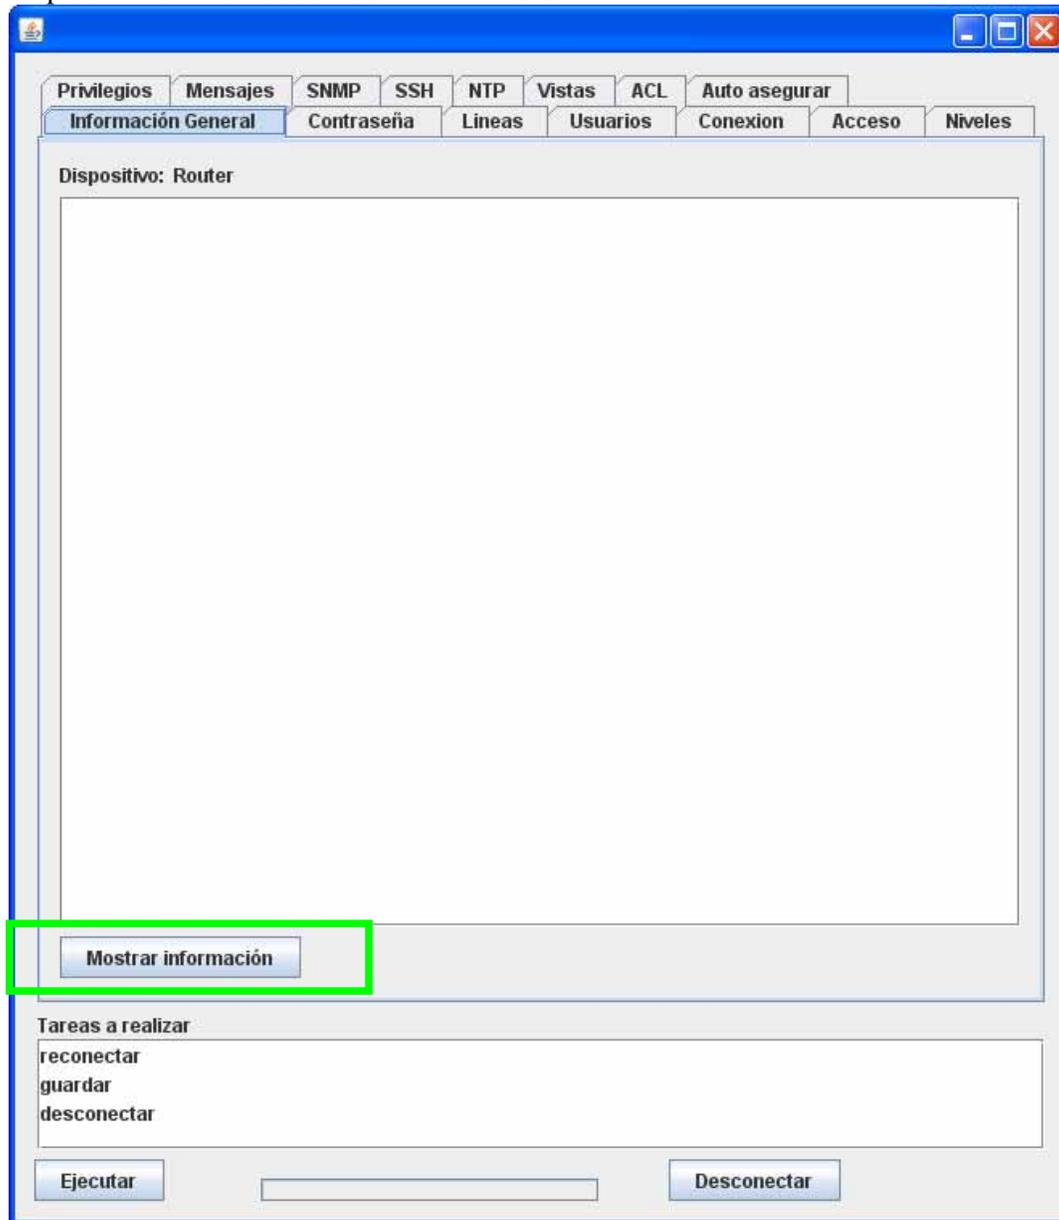 Privilegios Mensajes SNMP SSH NTP Vistas ACL Auto asegurar
Información General Contraseña Lineas Usuarios Conexion Acceso Niveles
Dispositivo: Router
Mostrar información
Tareas a realizar
reconectar
guardar
desconectar
Ejecutar Desconectar